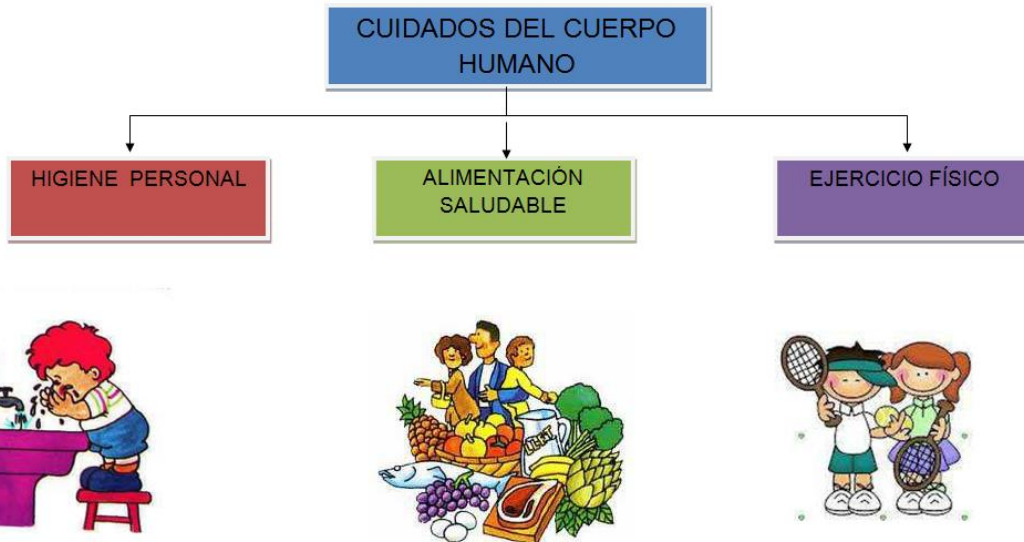 CUIDADOS DEL CUERPO
HUMANO
HIGIENE PERSONAL
ALIMENTACIÓN
SALUDABLE
EJERCICIO FÍSICO